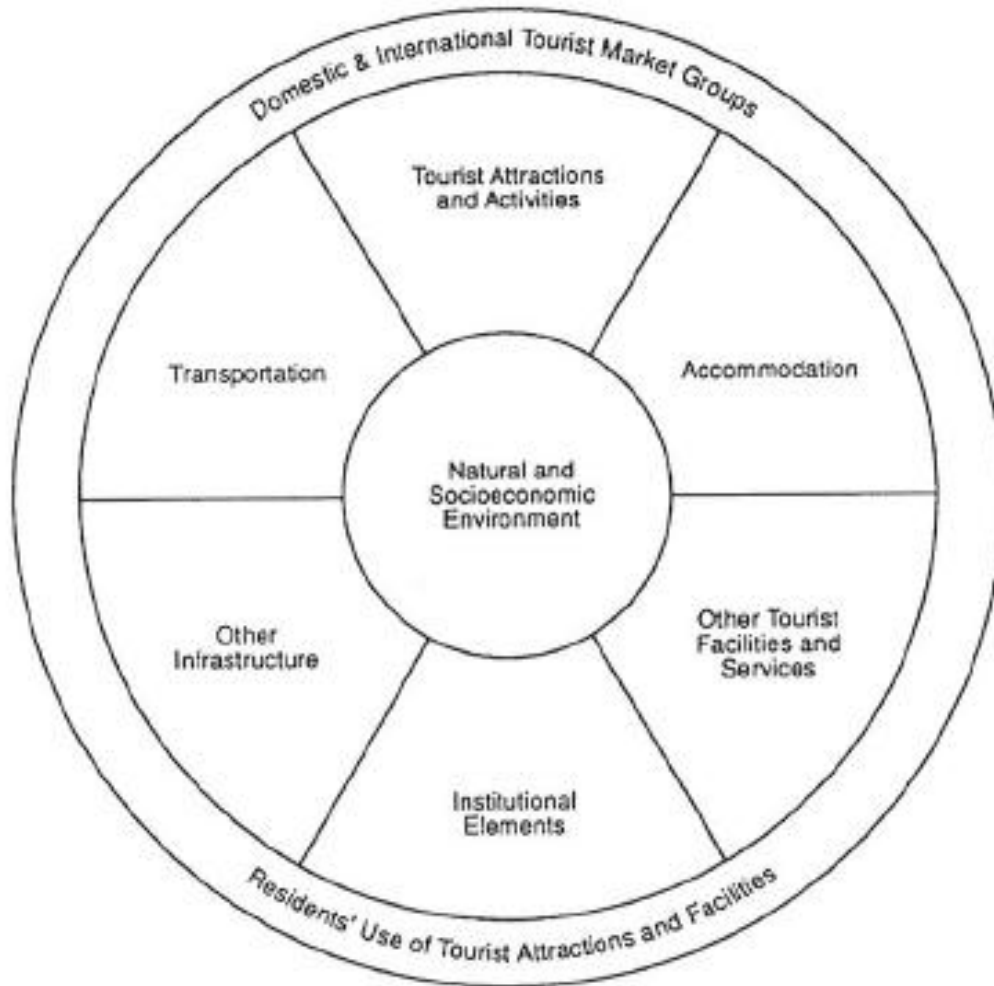 Domestic & International Tourist Market Groups
Tourist Attractions
and Activities
Transportation
Accommodation
Natural and
Socioeconomic
Environment
Other
Infrastructure
Other Tourist
Facilities and
Services
Institutional
Elements
Residents' Use of Tourist Attractions and Facilities